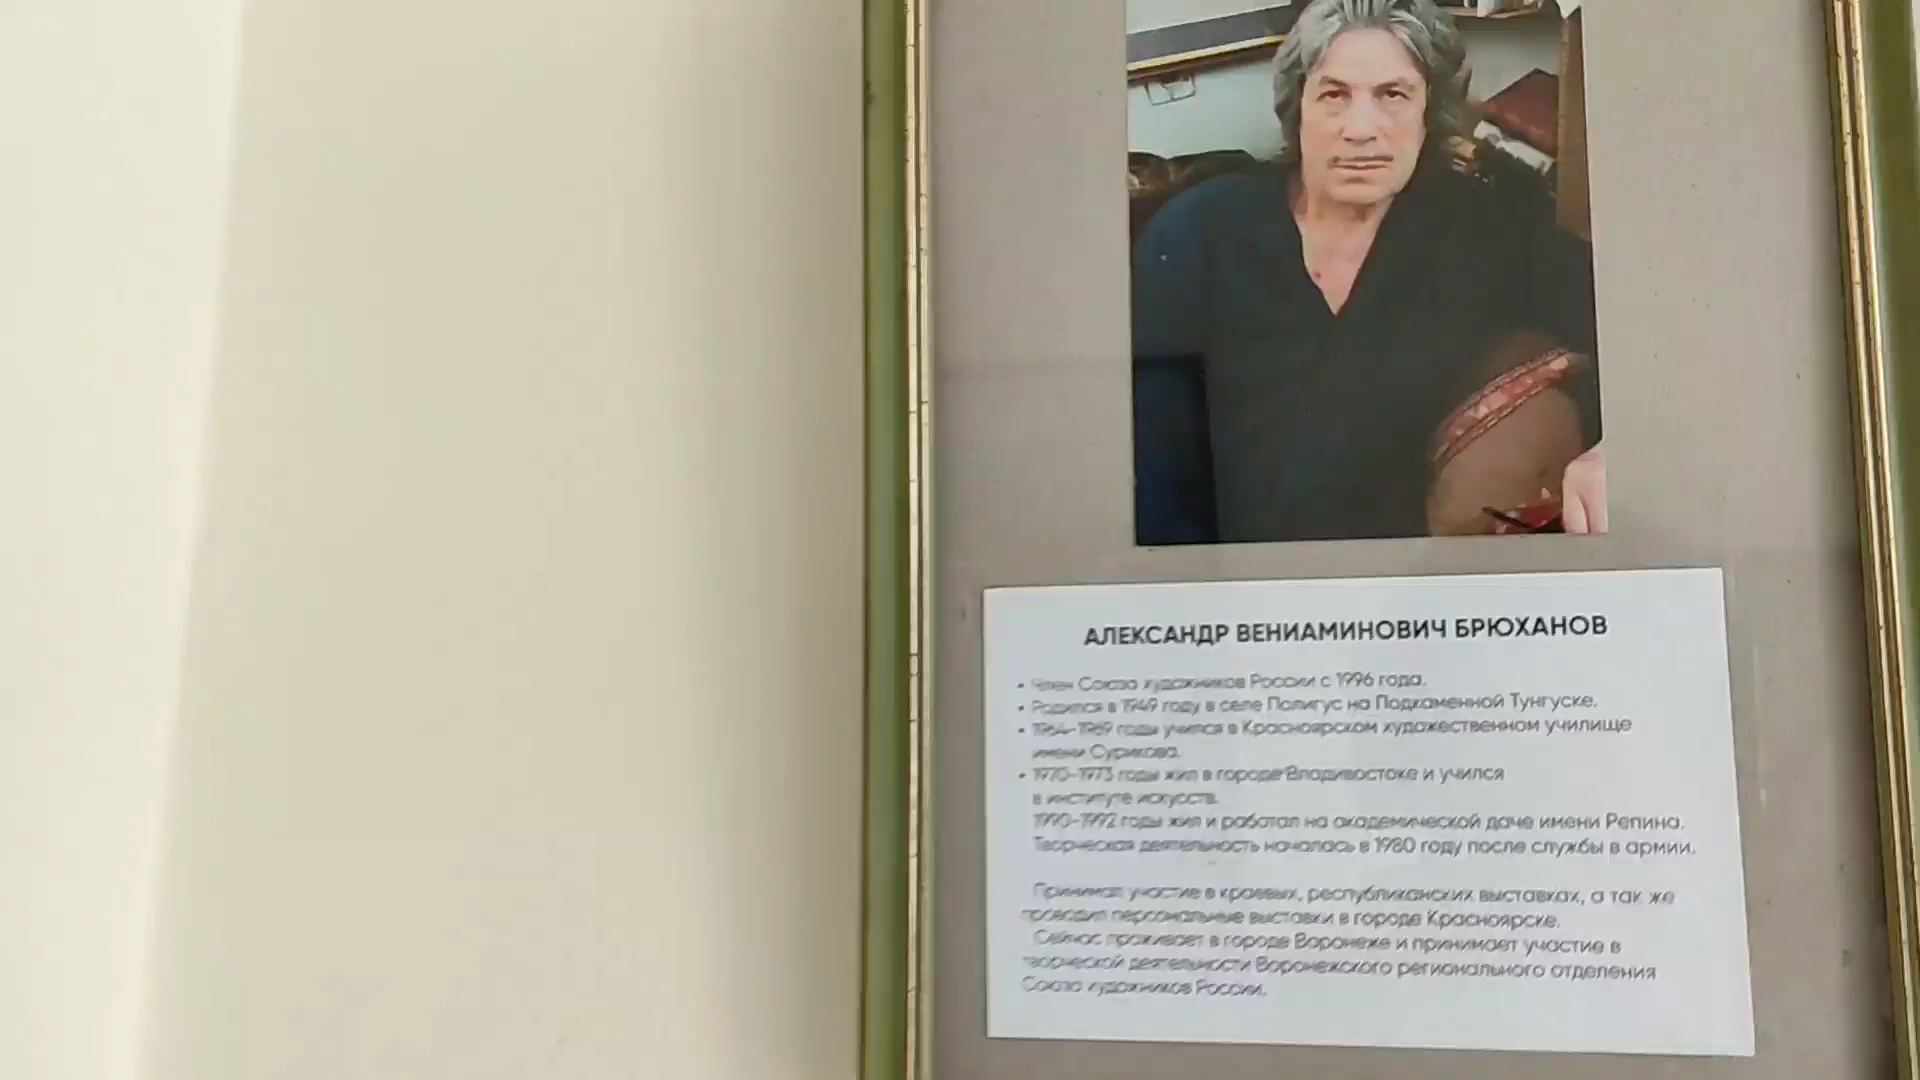 АЛЕКСАНДР ВЕНИАМИНОВИЧ БРЮХАНОВ
• Член Союза художников России с 1996 года.
• Родился в 1949 году в селе Полигус на Подкаменной Тунгуске.
• 1964-1969 годы учился в Красноярском художественном училище
имени Сурикова.
• 1970-1973 годы жил в городе Владивостоке и учился
в институте искусств.
1990-1992 годы жил и работал на академической даче имени Репина.
Творческая деятельность началась в 1980 году после службы в армии.
Принимал участие в краевых, республиканских выставках, а так же
проводил персональные выставки в городе Красноярске.
Сейчас проживает в городе Воронеже и принимает участие в
творческой деятельности Воронежского регионального отделения
Союза художников России.